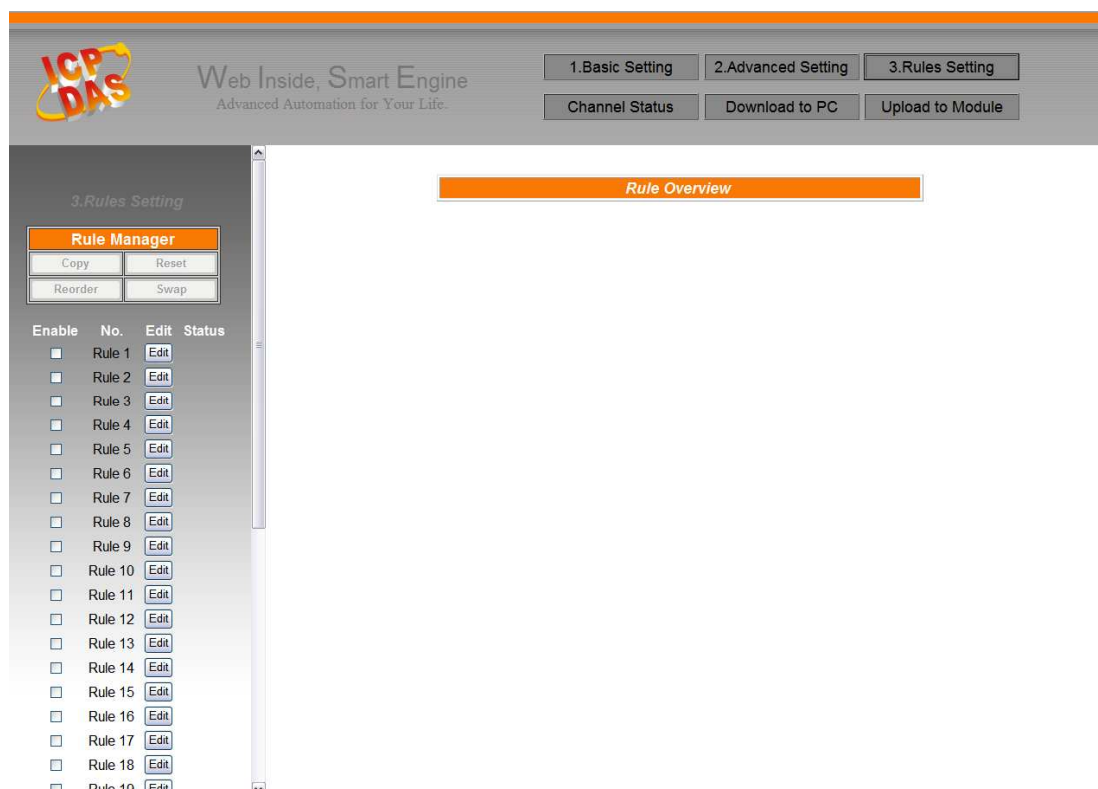 ICP DAS
Web Inside, Smart Engine
Advanced Automation for Your Life.
1.Basic Setting 2.Advanced Setting 3.Rules Setting
Channel Status Download to PC Upload to Module
3.Rules Setting
Rule Manager
Copy Reset
Reorder Swap
Enable No. Edit Status
Rule 1 Edit
Rule 2 Edit
Rule 3 Edit
Rule 4 Edit
Rule 5 Edit
Rule 6 Edit
Rule 7 Edit
Rule 8 Edit
Rule 9 Edit
Rule 10 Edit
Rule 11 Edit
Rule 12 Edit
Rule 13 Edit
Rule 14 Edit
Rule 15 Edit
Rule 16 Edit
Rule 17 Edit
Rule 18 Edit
Rule 19 Edit
Rule Overview